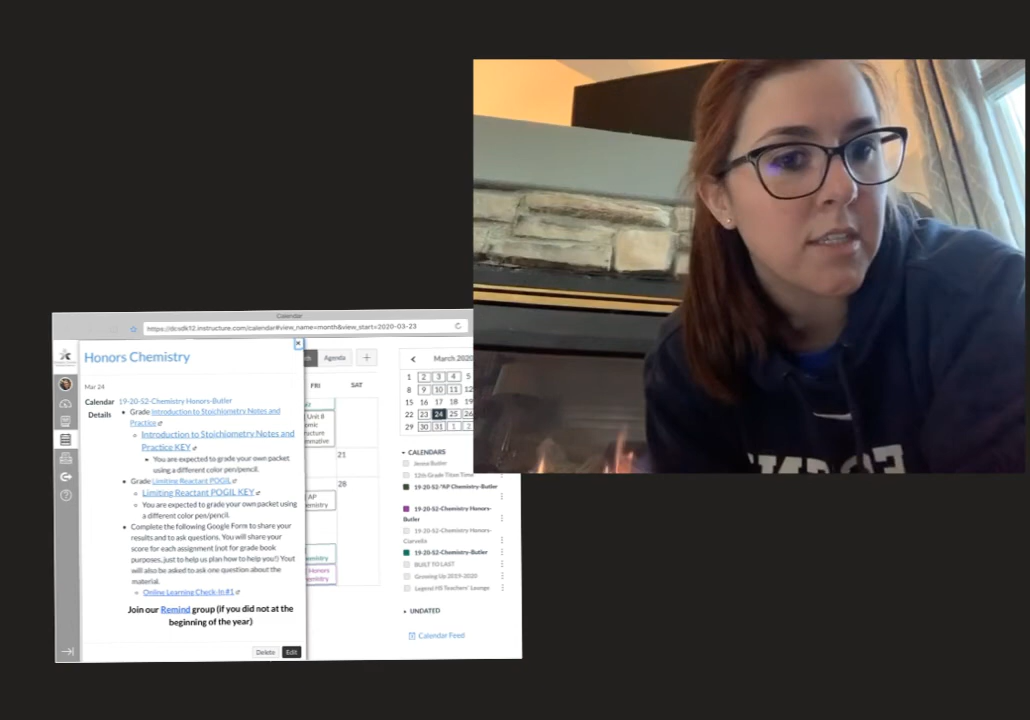 Calendar
https://dcsdk12.instructure.com/calendar#view_name=month&view_start=2020-03-23
Honors Chemistry
Mar 24
Calendar 19-20-S2-Chemistry Honors-Butler
Details
Grade Introduction to Stoichiometry Notes and
Practice
Introduction to Stoichiometry Notes and
Practice KEY
You are expected to grade your own packet
using a different color pen/pencil.
Grade Limiting Reactant POGIL
Limiting Reactant POGIL KEY
You are expected to grade your own packet using
a different color pen/pencil.
Complete the following Google Form to share your
results and to ask questions. You will share your
score for each assignment (not for grade book
purposes, just to help us plan how to help you!) Yout
will also be asked to ask one question about the
material.
Online Learning Check-In #1
Join our Remind group (if you did not at the
beginning of the year)
Delete Edit
Agenda +
FRI SAT
Unit 8
21
28
AP
< March 2020
1 2 3 4 5
8 9 10 11 12
15 16 17 18 19
22 23 24 25 26
29 30 31 1 2
CALENDARS
Jenna Butler
19-20-S2-*AP Chemistry-Butler
19-20-S2-Chemistry Honors-
Butler
19-20-S2-Chemistry Honors-
Ciarvella
19-20-S2-Chemistry-Butler
BUILT TO LAST
Growing Up 2019-2020
Legend HS Teachers' Lounge
UNDATED
Calendar Feed